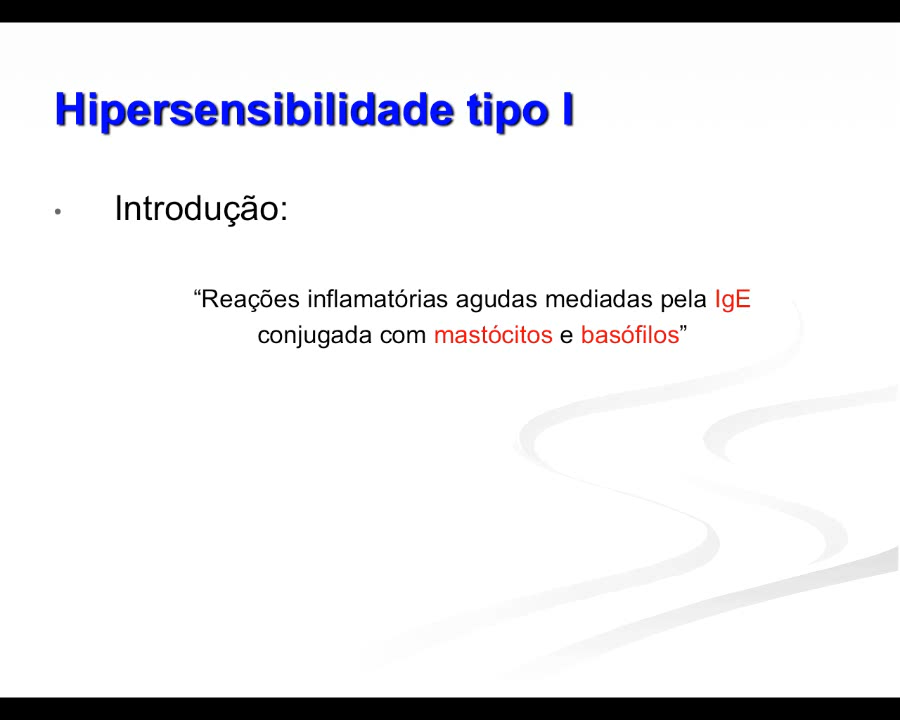 Hipersensibilidade tipo I
• Introdução:
“Reações inflamatórias agudas mediadas pela IgE
conjugada com mastócitos e basófilos”